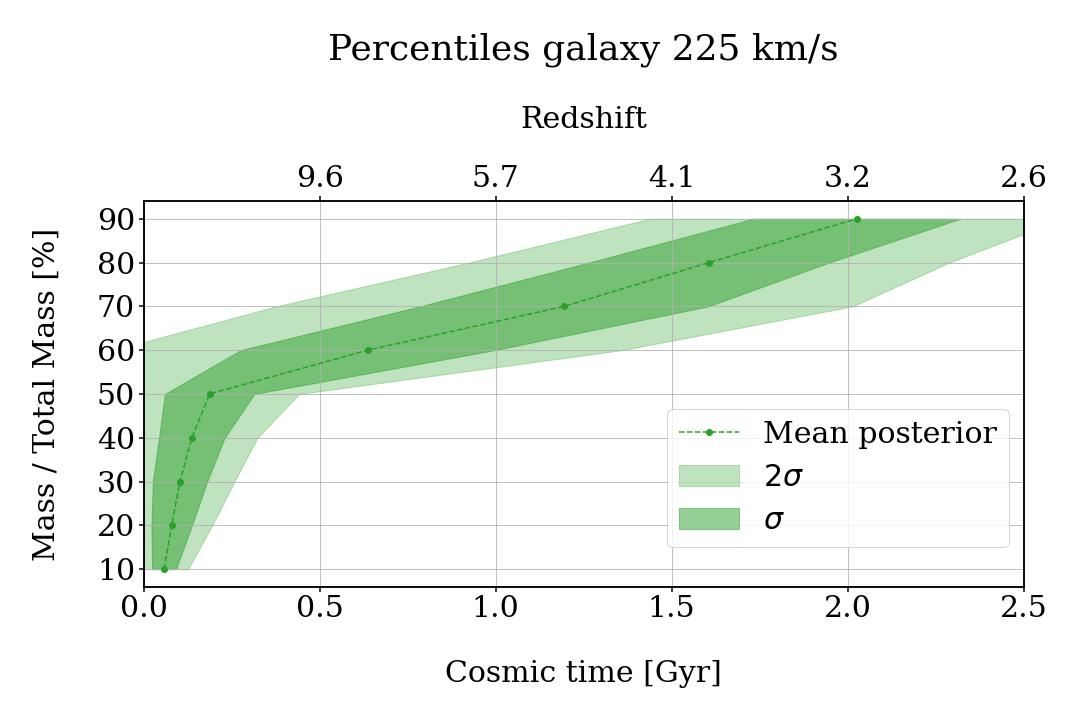 Percentiles galaxy 225 km/s
Redshift
9.6 5.7 4.1 3.2 2.6
Mass / Total Mass [%]
90
80
70
60
50
40
30
20
10
Mean posterior
2σ
σ
0.0 0.5 1.0 1.5 2.0 2.5
Cosmic time [Gyr]